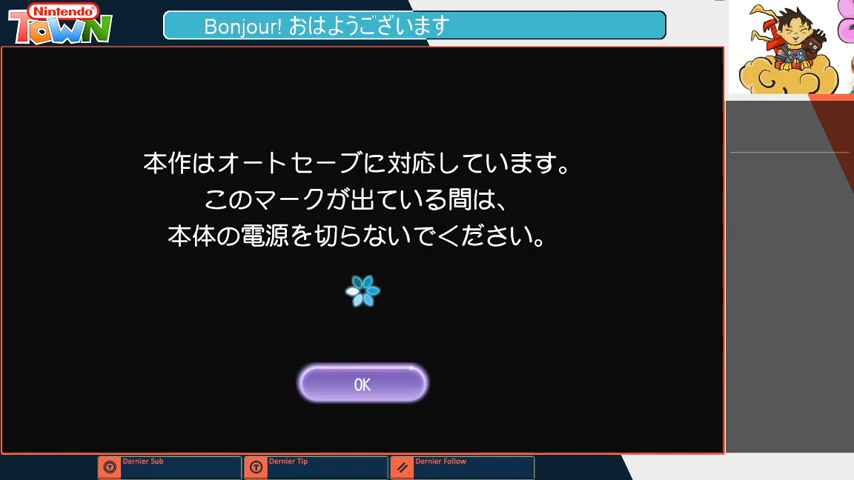 Nintendo
TOWN
Bonjour! おはようございます
本作はオートセーブに対応しています。
このマークが出ている間は、
本体の電源を切らないでください。
OK
Dernier Sub
Dernier Tip
Dernier Follow